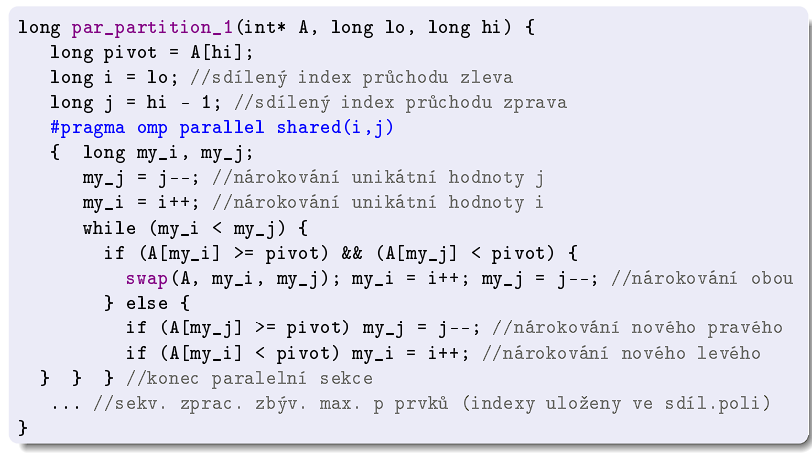 long par_partition_1(int* A, long lo, long hi) {
long pivot = A[hi];
long i = lo; //sdílený index průchodu zleva
long j = hi - 1; //sdílený index průchodu zprava
#pragma omp parallel shared(i,j)
{ long my_i, my_j;
my_j = j--; //nárokování unikátní hodnoty j
my_i = i++; //nárokování unikátní hodnoty i
while (my_i < my_j) {
if (A[my_i] >= pivot) && (A[my_j] < pivot) {
swap(A, my_i, my_j); my_i = i++; my_j = j--; //nárokování obou
} else {
if (A[my_j] >= pivot) my_j = j--; //nárokování nového pravého
if (A[my_i] < pivot) my_i = i++; //nárokování nového levého
} } } //konec paralelní sekce
... //sekv. zprac. zbýv. max. p prvků (indexy uloženy ve sdíl.poli)
}